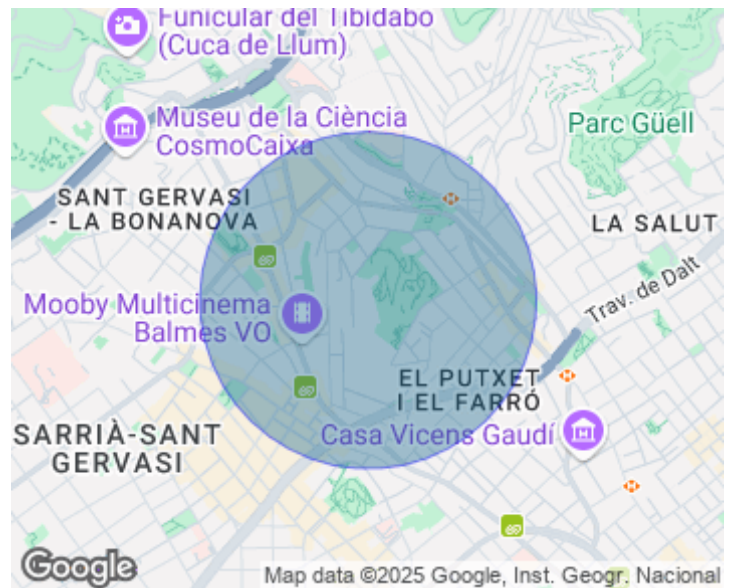 Funicular del Tibidabo
(Cuca de Llum)
Museu de la Ciència
CosmoCaixa
Parc Güell
SANT GERVASI
- LA BONANOVA
LA SALUT
Trav. de Dalt
Mooby Multicinema
Balmes VO
EL PUTXET
I EL FARRÓ
SARRIÀ-SANT
GERVASI
Casa Vicens Gaudí
Google
Map data ©2025 Google, Inst. Geogr. Nacional